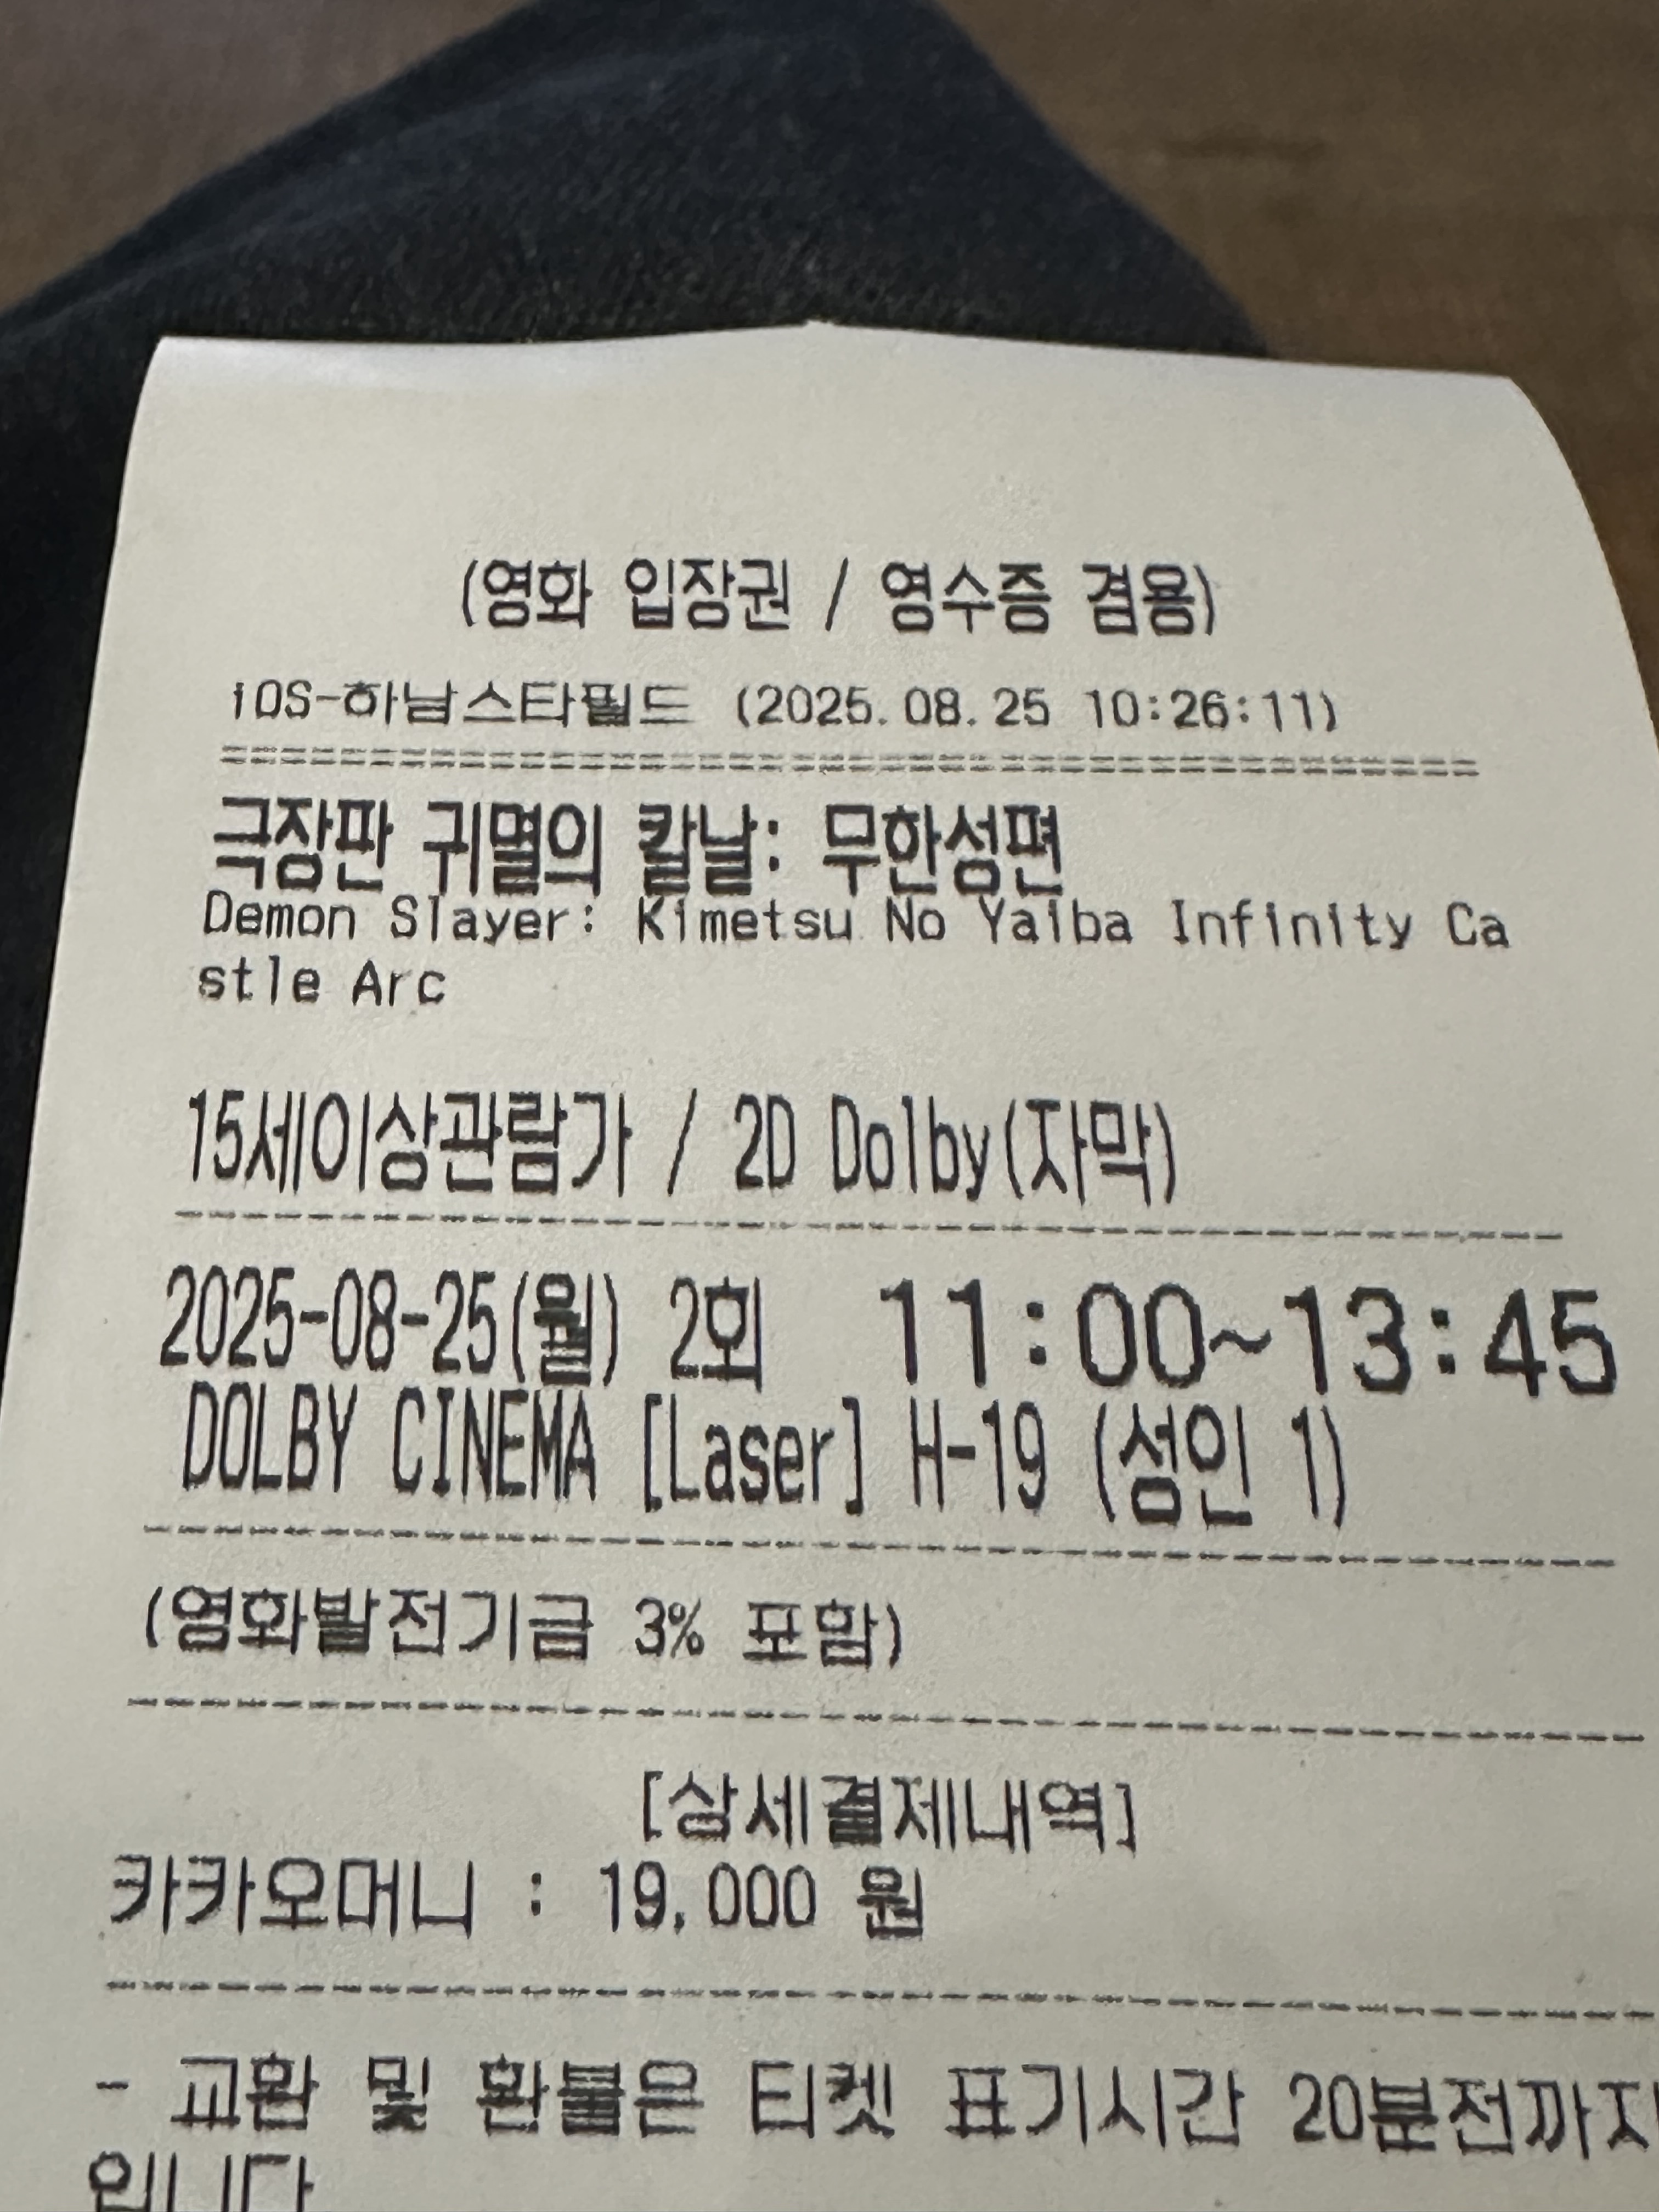 (영화 입장권 / 영수증 겸용)
iOS-하남스타필드 (2025.08.25 10:26:11)
극장판 귀멸의 칼날: 무한성편
Demon Slayer: Kimetsu No Yaiba Infinity Ca
stle Arc
15세이상관람가 / 2D Dolby(자막)
2025-08-25(월) 2회 11:00~13:45
DOLBY CINEMA [Laser] H-19 (성인 1)
(영화발전기금 3% 포함)
[상세결제내역]
카카오머니 : 19,000 원
- 교환 및 환불은 티켓 표기시간 20분전까지
입니다